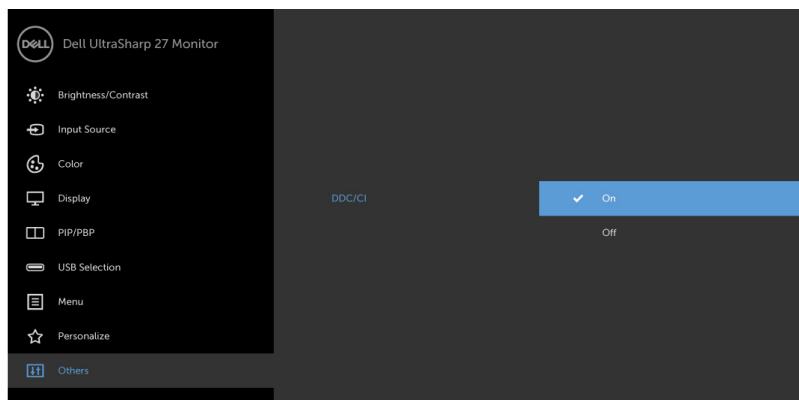 DELL Dell UltraSharp 27 Monitor
Brightness/Contrast
Input Source
Color
Display DDC/CI On
PIP/PBP Off
USB Selection
Menu
Personalize
Others